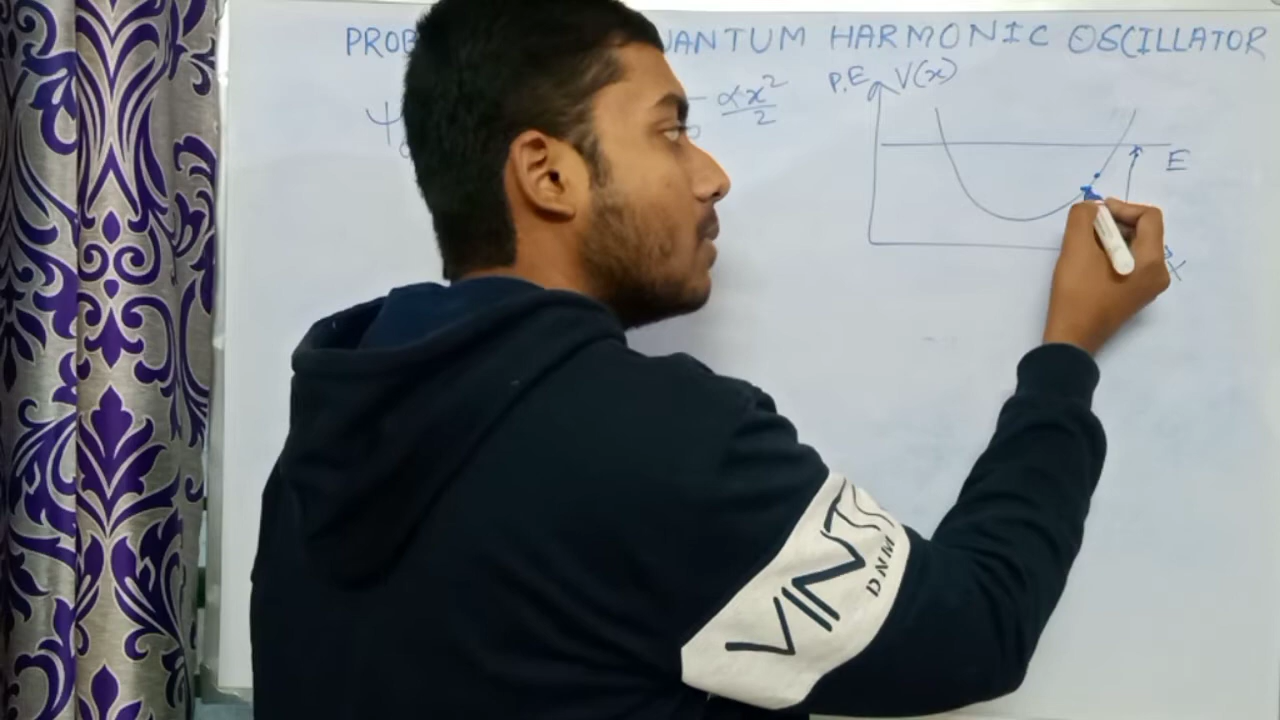 PROB UANTUM HARMONIC OSCILLATOR
ψ αx²/2
P.E V(x)
E
x
VINT
DNM